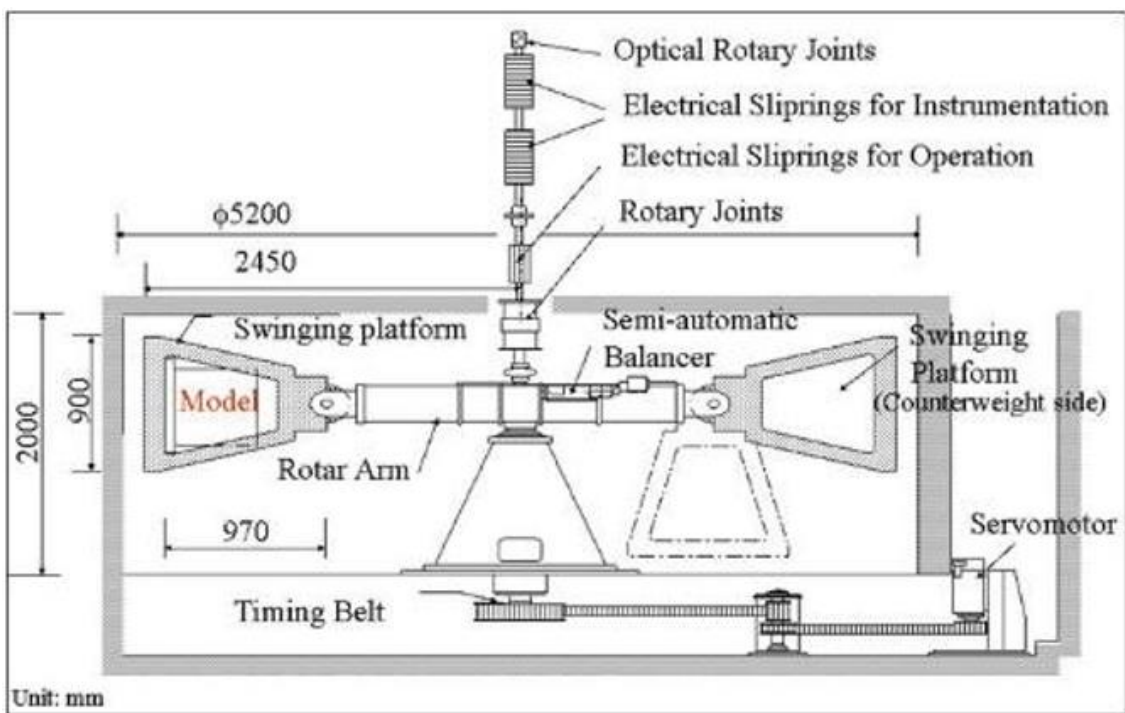 Optical Rotary Joints
Electrical Sliprings for Instrumentation
Electrical Sliprings for Operation
ϕ5200
Rotary Joints
2450
Swinging platform
Semi-automatic
Balancer
Swinging
Platform
(Counterweight side)
2000
900
Model
Rotar Arm
970
Servomotor
Timing Belt
Unit: mm